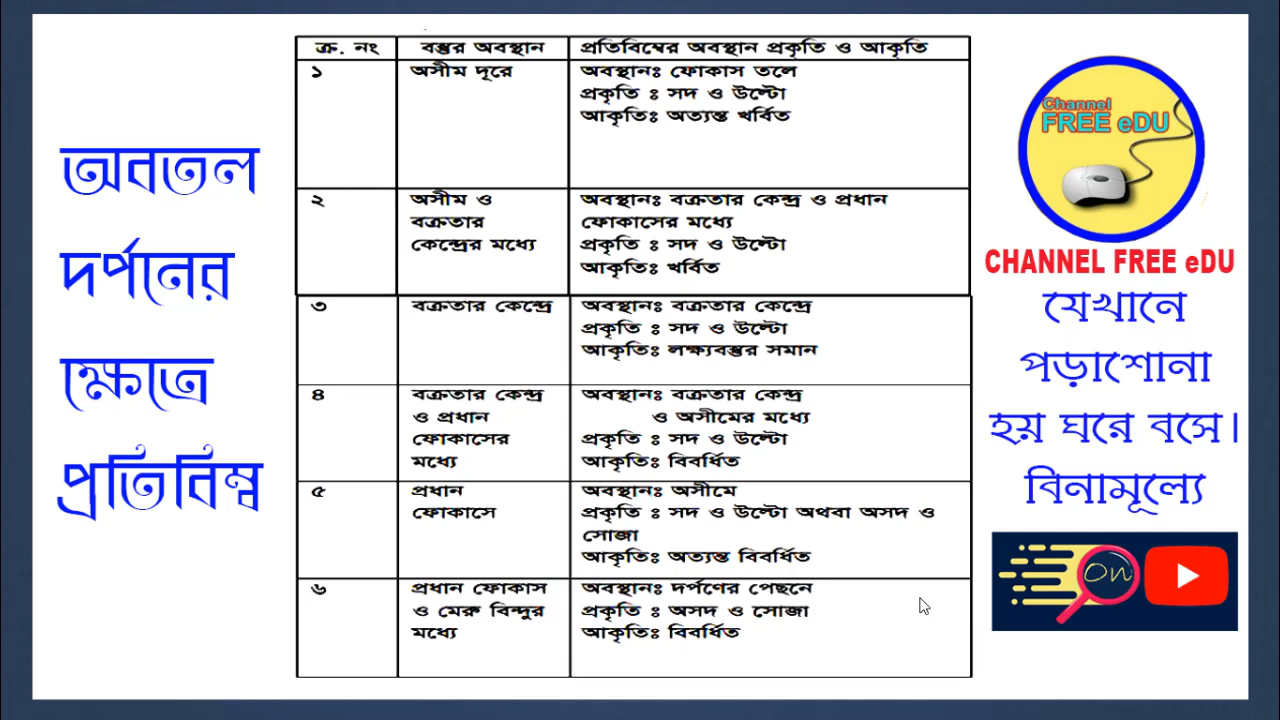 অবতল
দর্পনের
ক্ষেত্রে
প্রতিবিম্ব
ক্র. নং বস্তুর অবস্থান প্রতিবিম্বের অবস্থান প্রকৃতি ও আকৃতি
১ অসীম দূরে অবস্থানঃ ফোকাস তলে
প্রকৃতি ঃ সদ ও উল্টো
আকৃতিঃ অত্যন্ত খর্বিত
২ অসীম ও অবস্থানঃ বক্রতার কেন্দ্র ও প্রধান
বক্রতার ফোকাসের মধ্যে
কেন্দ্রের মধ্যে প্রকৃতি ঃ সদ ও উল্টো
আকৃতিঃ খর্বিত
৩ বক্রতার কেন্দ্রে অবস্থানঃ বক্রতার কেন্দ্রে
প্রকৃতি ঃ সদ ও উল্টো
আকৃতিঃ লক্ষ্যবস্তুর সমান
৪ বক্রতার কেন্দ্র অবস্থানঃ বক্রতার কেন্দ্র
ও প্রধান ও অসীমের মধ্যে
ফোকাসের প্রকৃতি ঃ সদ ও উল্টো
মধ্যে আকৃতিঃ বিবর্ধিত
৫ প্রধান অবস্থানঃ অসীমে
ফোকাসে প্রকৃতি ঃ সদ ও উল্টো অথবা অসদ ও
সোজা
আকৃতিঃ অত্যন্ত বিবর্ধিত
৬ প্রধান ফোকাস অবস্থানঃ দর্পণের পেছনে
ও মেরু বিন্দুর প্রকৃতি ঃ অসদ ও সোজা
মধ্যে আকৃতিঃ বিবর্ধিত
Channel
FREE eDU
CHANNEL FREE eDU
যেখানে
পড়াশোনা
হয় ঘরে বসে।
বিনামূল্যে
On